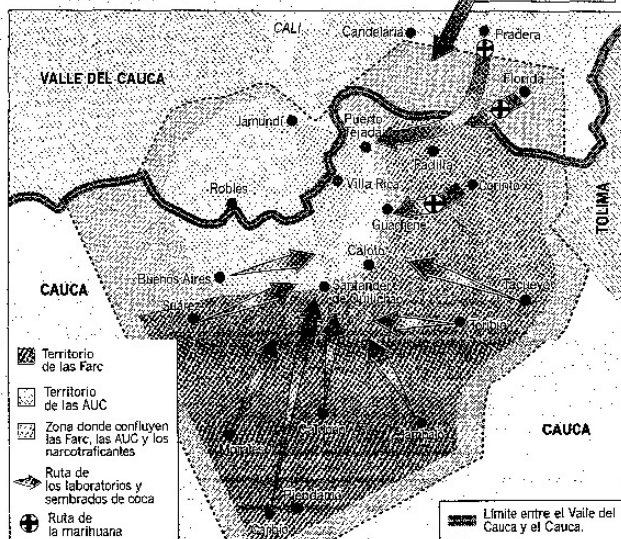 CALI
Candelaria
Pradera
VALLE DEL CAUCA
Florida
Jamundí
Puerto
Tejada
Padilla
Villa Rica
Corinto
Robles
Guachené
TOLIMA
Caloto
Buenos Aires
Santander
de Quilichao
Tacueyó
CAUCA
Suárez
Toribío
Territorio
de las Farc
Territorio
de las AUC
Zona donde confluyen
las Farc, las AUC y los
narcotraficantes
Ruta de
los laboratorios y
sembrados de coca
Ruta de
la marihuana
Caldono
Jambaló
Morales
CAUCA
Piendamó
Cajibío
Límite entre el Valle del
Cauca y el Cauca.